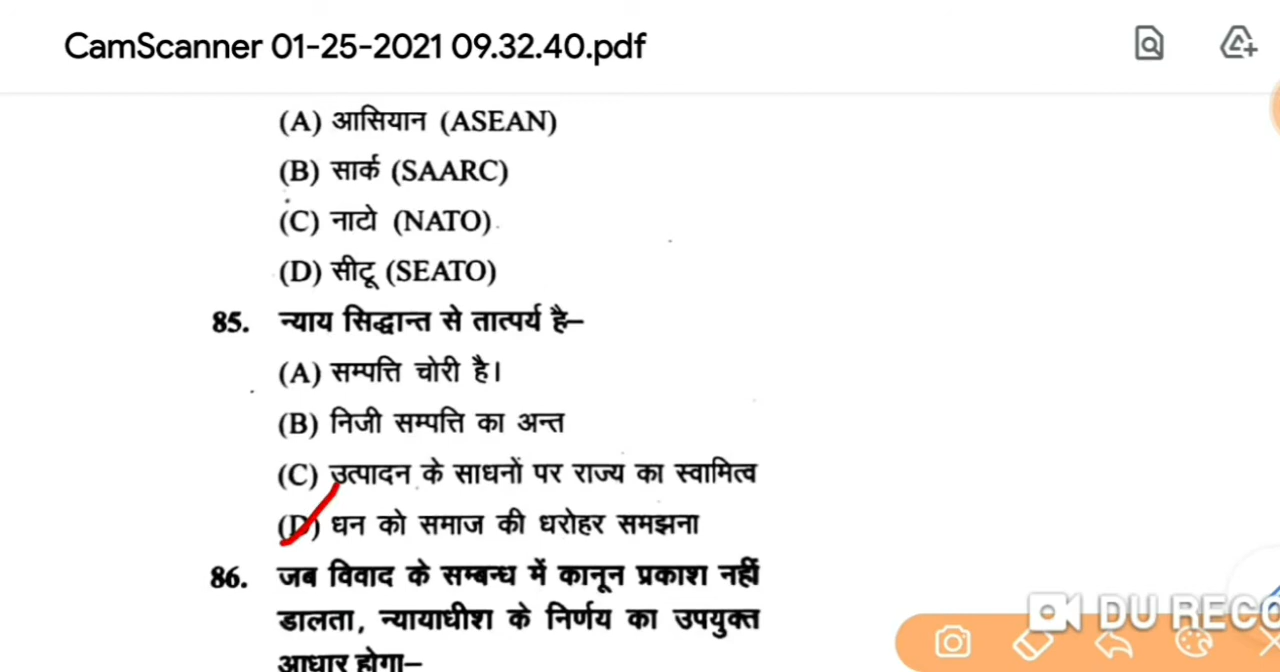 CamScanner 01-25-2021 09.32.40.pdf
(A) आसियान (ASEAN)
(B) सार्क (SAARC)
(C) नाटो (NATO)
(D) सीटू (SEATO)
85. न्याय सिद्धान्त से तात्पर्य है–
(A) सम्पत्ति चोरी है।
(B) निजी सम्पत्ति का अन्त
(C) उत्पादन के साधनों पर राज्य का स्वामित्व
(D) धन को समाज की धरोहर समझना
86. जब विवाद के सम्बन्ध में कानून प्रकाश नहीं
डालता, न्यायाधीश के निर्णय का उपयुक्त
आधार होगा–
DU RECO